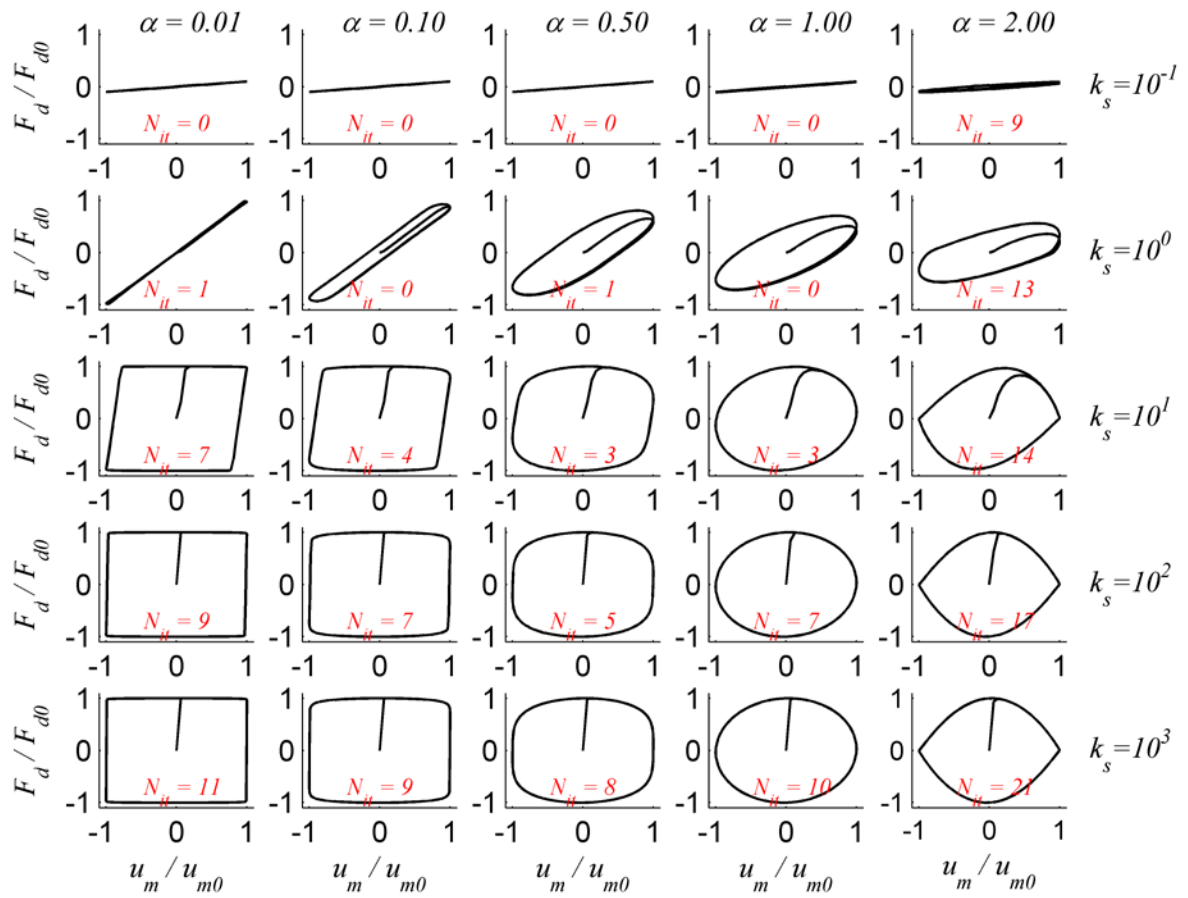 α = 0.01 α = 0.10 α = 0.50 α = 1.00 α = 2.00
F_d / F_d0 1 0 -1 N_it = 0 N_it = 0 N_it = 0 N_it = 0 N_it = 9 k_s=10^-1
-1 0 1 -1 0 1 -1 0 1 -1 0 1 -1 0 1
F_d / F_d0 1 0 -1 N_it = 1 N_it = 0 N_it = 1 N_it = 0 N_it = 13 k_s=10^0
-1 0 1 -1 0 1 -1 0 1 -1 0 1 -1 0 1
F_d / F_d0 1 0 -1 N_it = 7 N_it = 4 N_it = 3 N_it = 3 N_it = 14 k_s=10^1
-1 0 1 -1 0 1 -1 0 1 -1 0 1 -1 0 1
F_d / F_d0 1 0 -1 N_it = 9 N_it = 7 N_it = 5 N_it = 7 N_it = 17 k_s=10^2
-1 0 1 -1 0 1 -1 0 1 -1 0 1 -1 0 1
F_d / F_d0 1 0 -1 N_it = 11 N_it = 9 N_it = 8 N_it = 10 N_it = 21 k_s=10^3
-1 0 1 -1 0 1 -1 0 1 -1 0 1 -1 0 1
u_m / u_m0 u_m / u_m0 u_m / u_m0 u_m / u_m0 u_m / u_m0